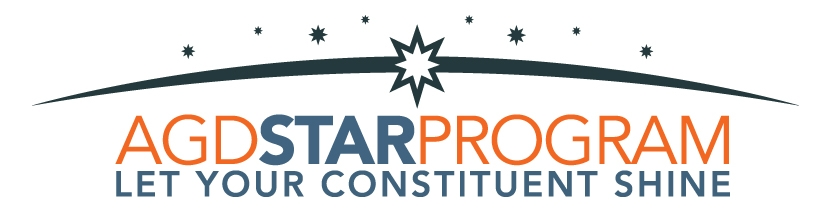 AGDSTARPROGRAM
LET YOUR CONSTITUENT SHINE